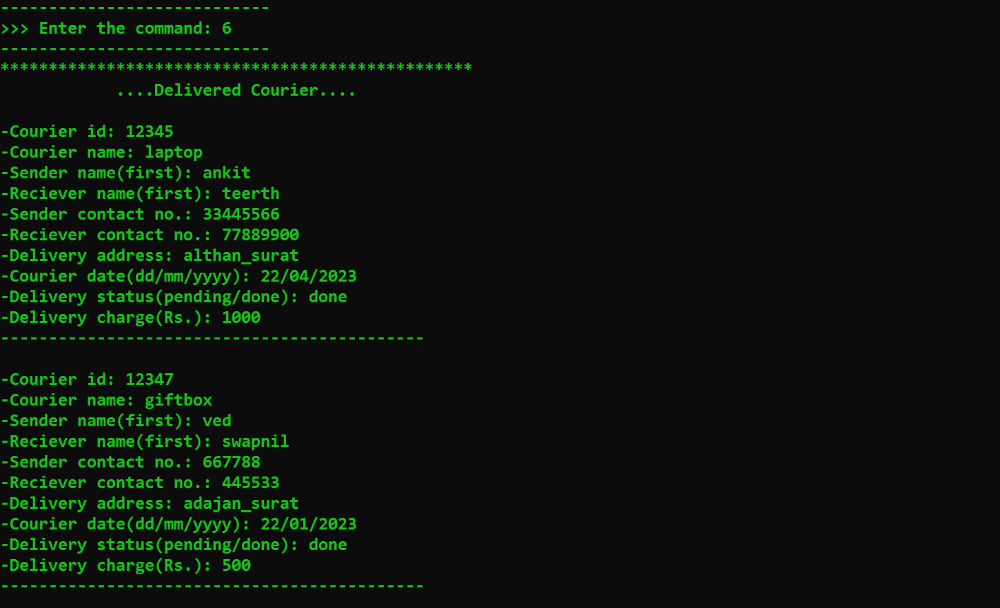 ----------------------------
>>> Enter the command: 6
----------------------------
*************************************************
....Delivered Courier....
-Courier id: 12345
-Courier name: laptop
-Sender name(first): ankit
-Reciever name(first): teerth
-Sender contact no.: 33445566
-Reciever contact no.: 77889900
-Delivery address: althan_surat
-Courier date(dd/mm/yyyy): 22/04/2023
-Delivery status(pending/done): done
-Delivery charge(Rs.): 1000
--------------------------------------------
-Courier id: 12347
-Courier name: giftbox
-Sender name(first): ved
-Reciever name(first): swapnil
-Sender contact no.: 667788
-Reciever contact no.: 445533
-Delivery address: adajan_surat
-Courier date(dd/mm/yyyy): 22/01/2023
-Delivery status(pending/done): done
-Delivery charge(Rs.): 500
--------------------------------------------